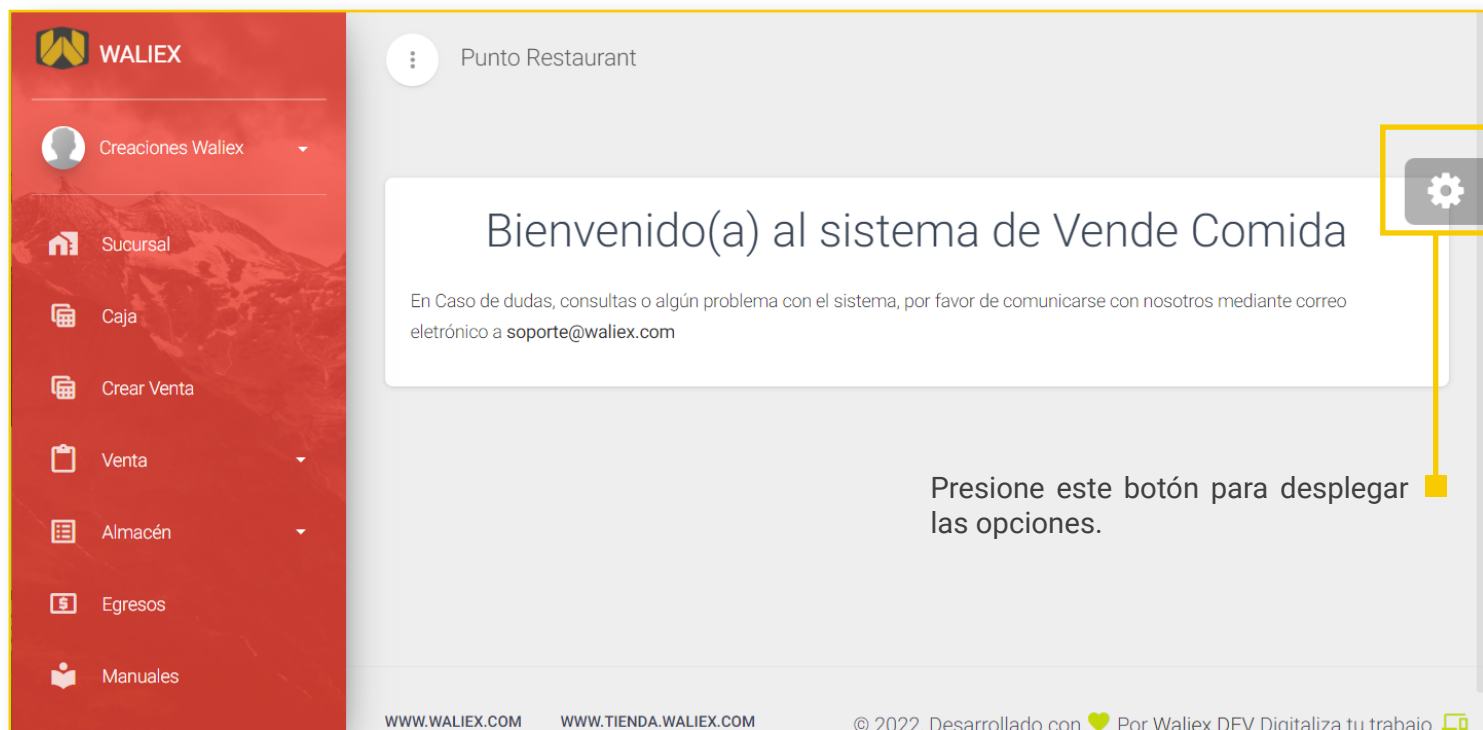 WALIEX
Creaciones Waliex
Sucursal
Caja
Crear Venta
Venta
Almacén
Egresos
Manuales
Punto Restaurant
Bienvenido(a) al sistema de Vende Comida
En Caso de dudas, consultas o algún problema con el sistema, por favor de comunicarse con nosotros mediante correo
eletrónico a soporte@waliex.com
Presione este botón para desplegar
las opciones.
WWW.WALIEX.COM WWW.TIENDA.WALIEX.COM
© 2022, Desarrollado con Por Waliex DEV Digitaliza tu trabajo